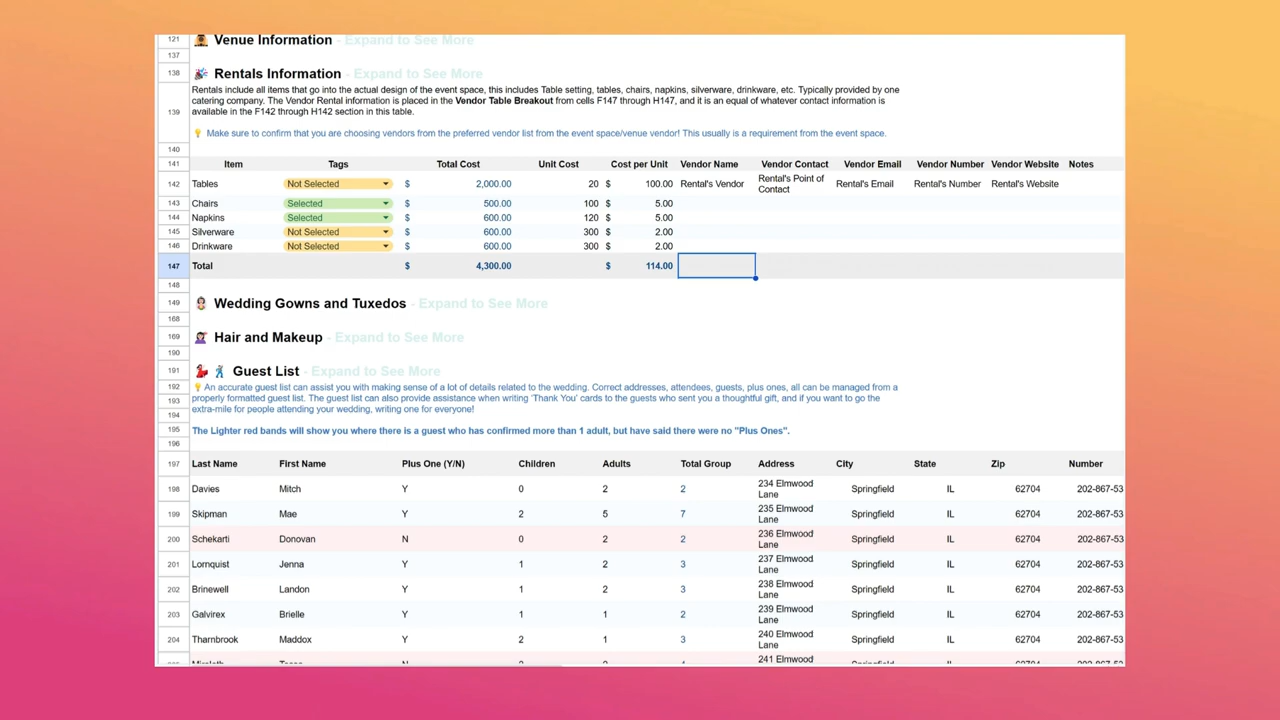 121 Venue Information - Expand to See More
137
138 Rentals Information - Expand to See More
Rentals include all items that go into the actual design of the event space, this includes Table setting, tables, chairs, napkins, silverware, drinkware, etc. Typically provided by one
139 catering company. The Vendor Rental information is placed in the Vendor Table Breakout from cells F147 through H147, and it is an equal of whatever contact information is
available in the F142 through H142 section in this table.
Make sure to confirm that you are choosing vendors from the preferred vendor list from the event space/venue vendor! This usually is a requirement from the event space.
140
141 Item Tags Total Cost Unit Cost Cost per Unit Vendor Name Vendor Contact Vendor Email Vendor Number Vendor Website Notes
142 Tables Not Selected $ 2,000.00 20 $ 100.00 Rental's Vendor Rental's Point of Contact Rental's Email Rental's Number Rental's Website
143 Chairs Selected $ 500.00 100 $ 5.00
144 Napkins Selected $ 600.00 120 $ 5.00
145 Silverware Not Selected $ 600.00 300 $ 2.00
146 Drinkware Not Selected $ 600.00 300 $ 2.00
147 Total $ 4,300.00 $ 114.00
148
149 Wedding Gowns and Tuxedos - Expand to See More
168
169 Hair and Makeup - Expand to See More
190
191 Guest List - Expand to See More
192 An accurate guest list can assist you with making sense of a lot of details related to the wedding. Correct addresses, attendees, guests, plus ones, all can be managed from a
193 properly formatted guest list. The guest list can also provide assistance when writing 'Thank You' cards to the guests who sent you a thoughtful gift, and if you want to go the
194 extra-mile for people attending your wedding, writing one for everyone!
195 The Lighter red bands will show you where there is a guest who has confirmed more than 1 adult, but have said there were no "Plus Ones".
196
197 Last Name First Name Plus One (Y/N) Children Adults Total Group Address City State Zip Number
198 Davies Mitch Y 0 2 2 234 Elmwood Lane Springfield IL 62704 202-867-53
199 Skipman Mae Y 2 5 7 235 Elmwood Lane Springfield IL 62704 202-867-53
200 Schekarti Donovan N 0 2 2 236 Elmwood Lane Springfield IL 62704 202-867-53
201 Lornquist Jenna Y 1 2 3 237 Elmwood Lane Springfield IL 62704 202-867-53
202 Brinewell Landon Y 1 2 3 238 Elmwood Lane Springfield IL 62704 202-867-53
203 Galvirex Brielle Y 1 1 2 239 Elmwood Lane Springfield IL 62704 202-867-53
204 Tharnbrook Maddox Y 2 1 3 240 Elmwood Lane Springfield IL 62704 202-867-53
241 Elmwood